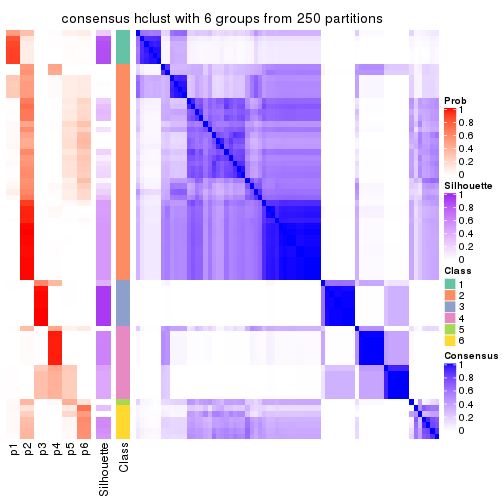 consensus hclust with 6 groups from 250 partitions
p1
p2
p3
p4
p5
p6
Silhouette
Class
Prob
1
0.8
0.6
0.4
0.2
0
Silhouette
1
0.8
0.6
0.4
0.2
0
Class
1
2
3
4
5
6
Consensus
1
0.8
0.6
0.4
0.2
0